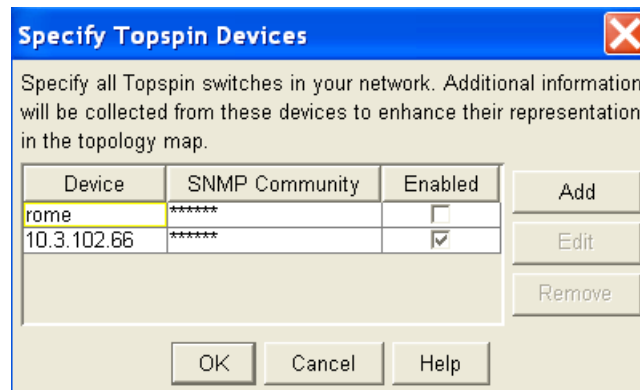 Specify Topspin Devices
Specify all Topspin switches in your network. Additional information
will be collected from these devices to enhance their representation
in the topology map.
Device SNMP Community Enabled
rome ******
10.3.102.66 ******
Add
Edit
Remove
OK Cancel Help